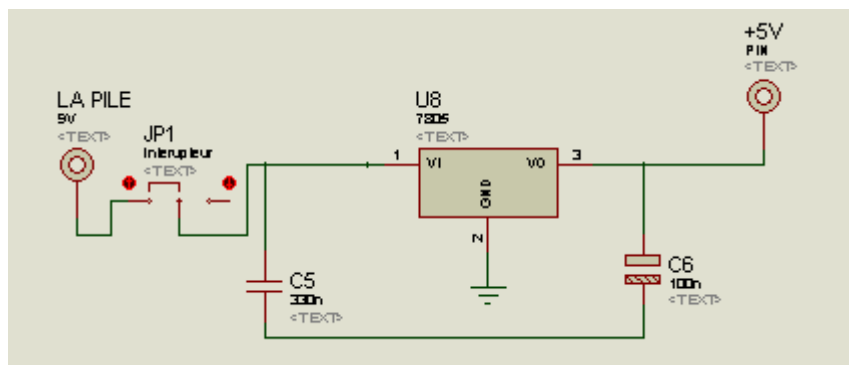 +5V
PIN
<TEXT>
LA PILE
9V
<TEXT>
JP1
Interupteur
<TEXT>
U8
7805
<TEXT>
1
VI
VO
3
GND
2
C5
330n
<TEXT>
C6
100n
<TEXT>